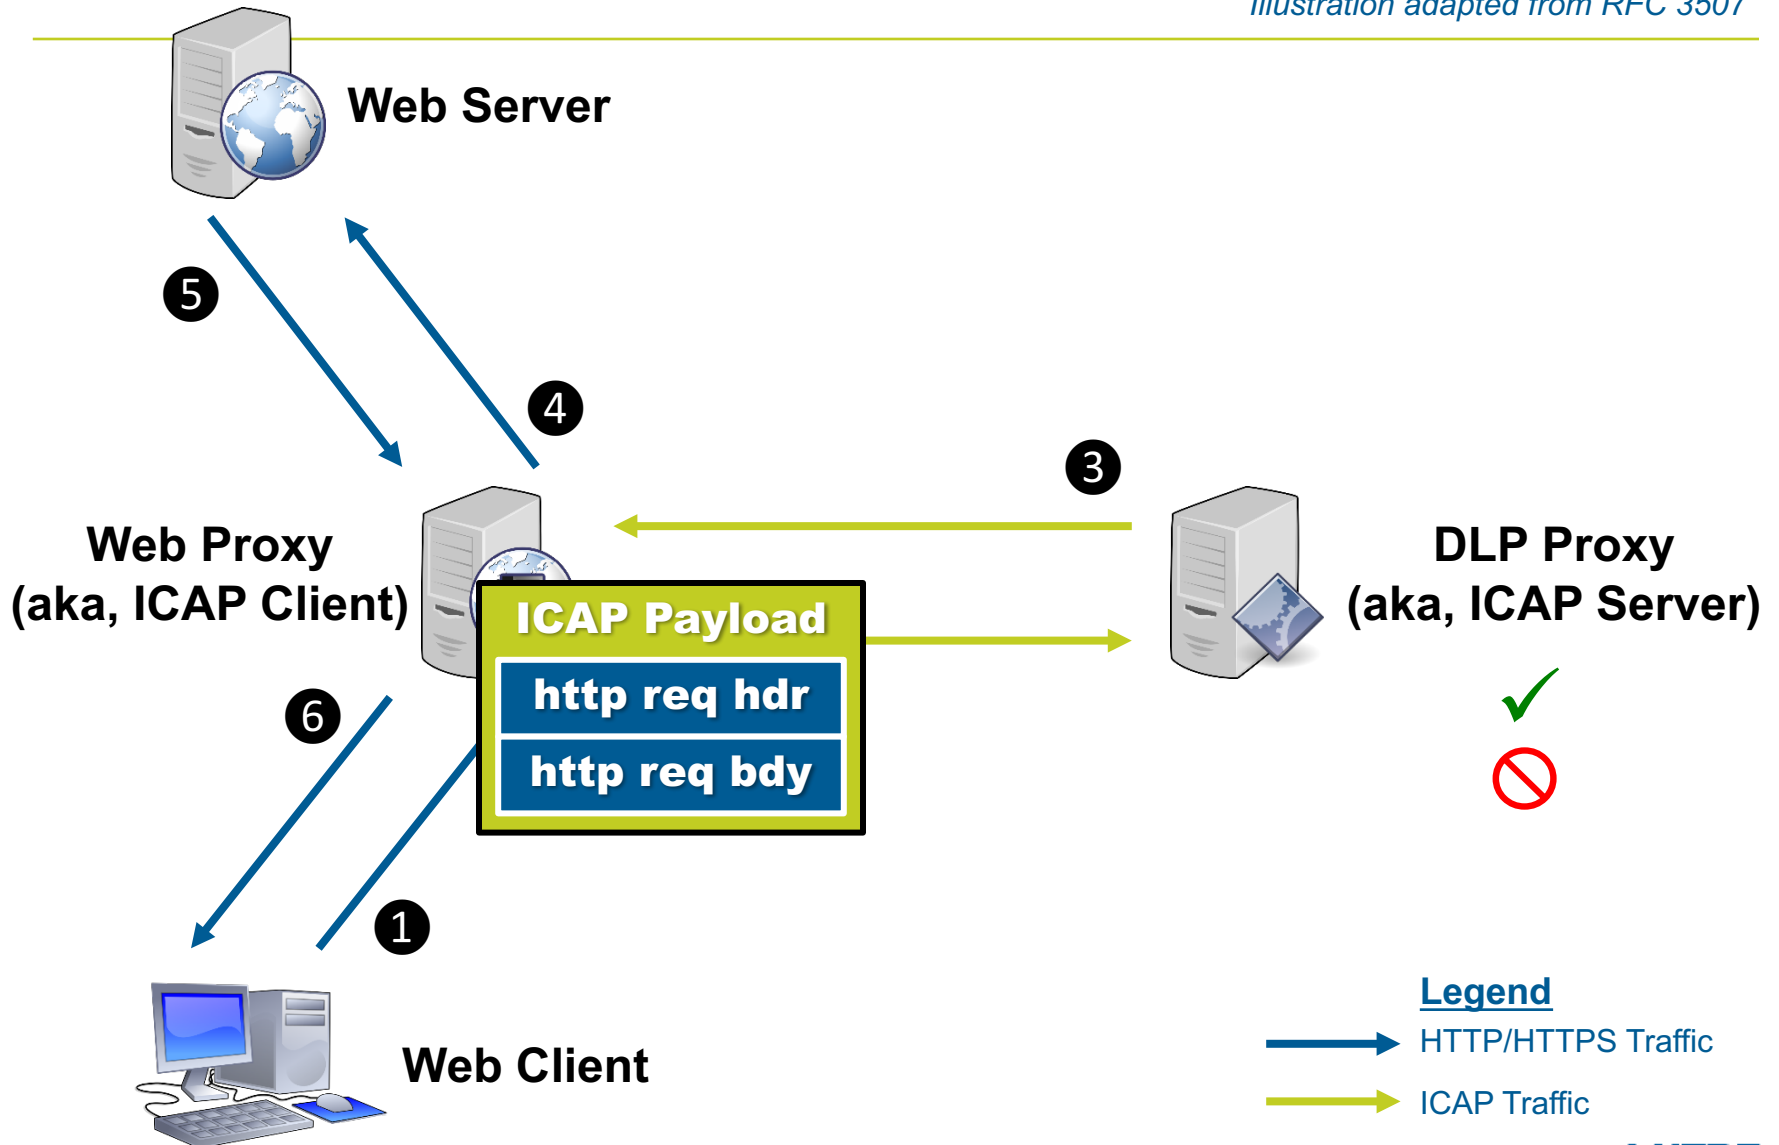 Illustration adapted from RFC 3507
Web Server
5
4
3
Web Proxy
(aka, ICAP Client)
DLP Proxy
(aka, ICAP Server)
ICAP Payload
http req hdr
http req bdy
6
1
Web Client
Legend
HTTP/HTTPS Traffic
ICAP Traffic